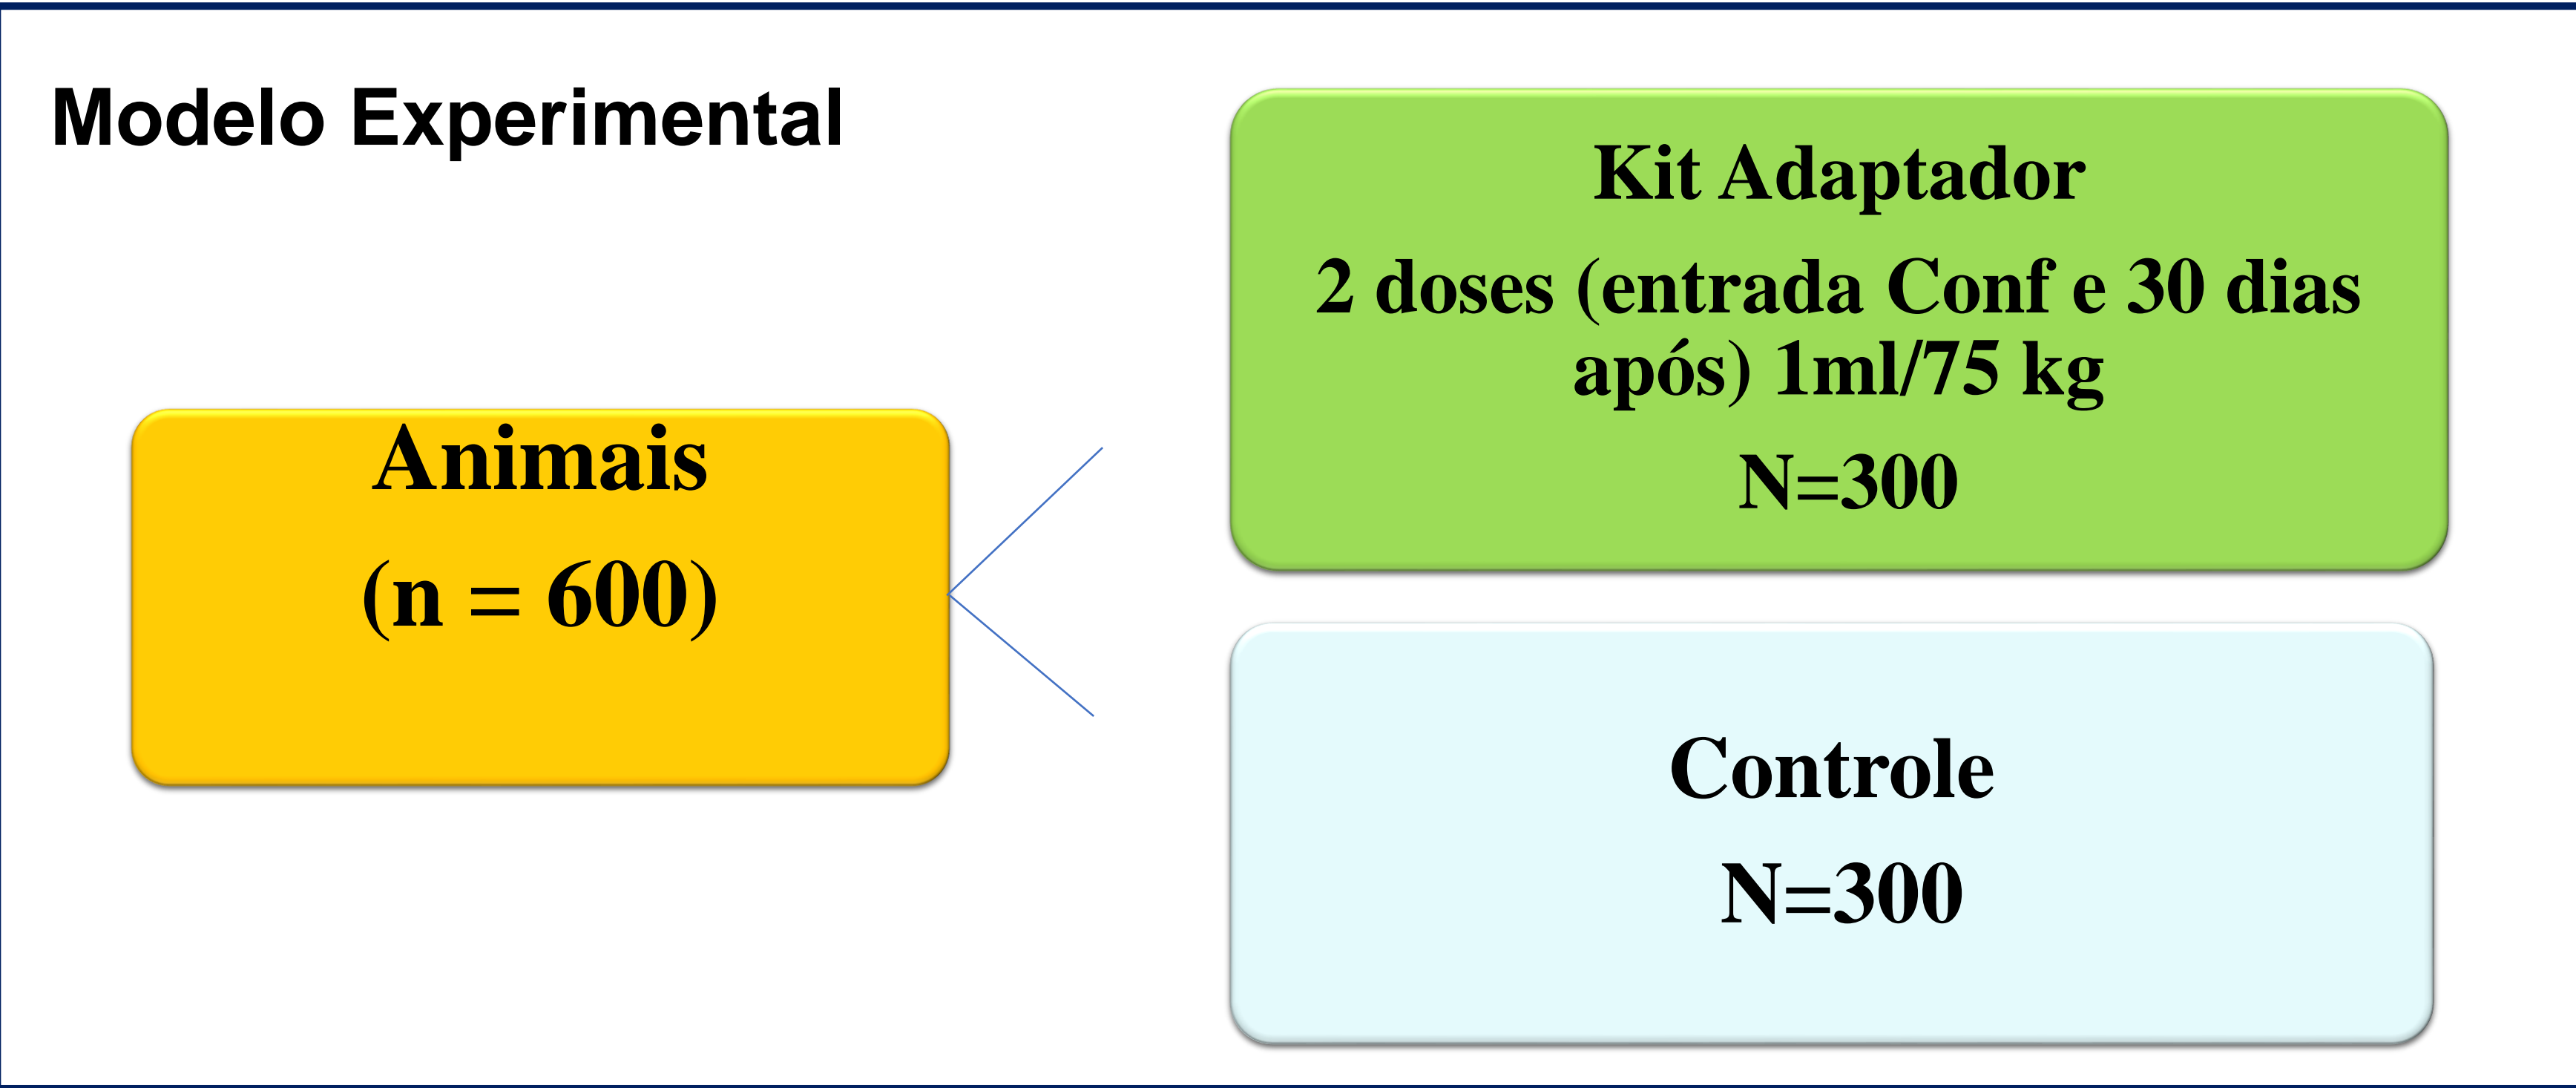 Modelo Experimental
Animais
(n = 600)
Kit Adaptador
2 doses (entrada Conf e 30 dias
após) 1ml/75 kg
N=300
Controle
N=300